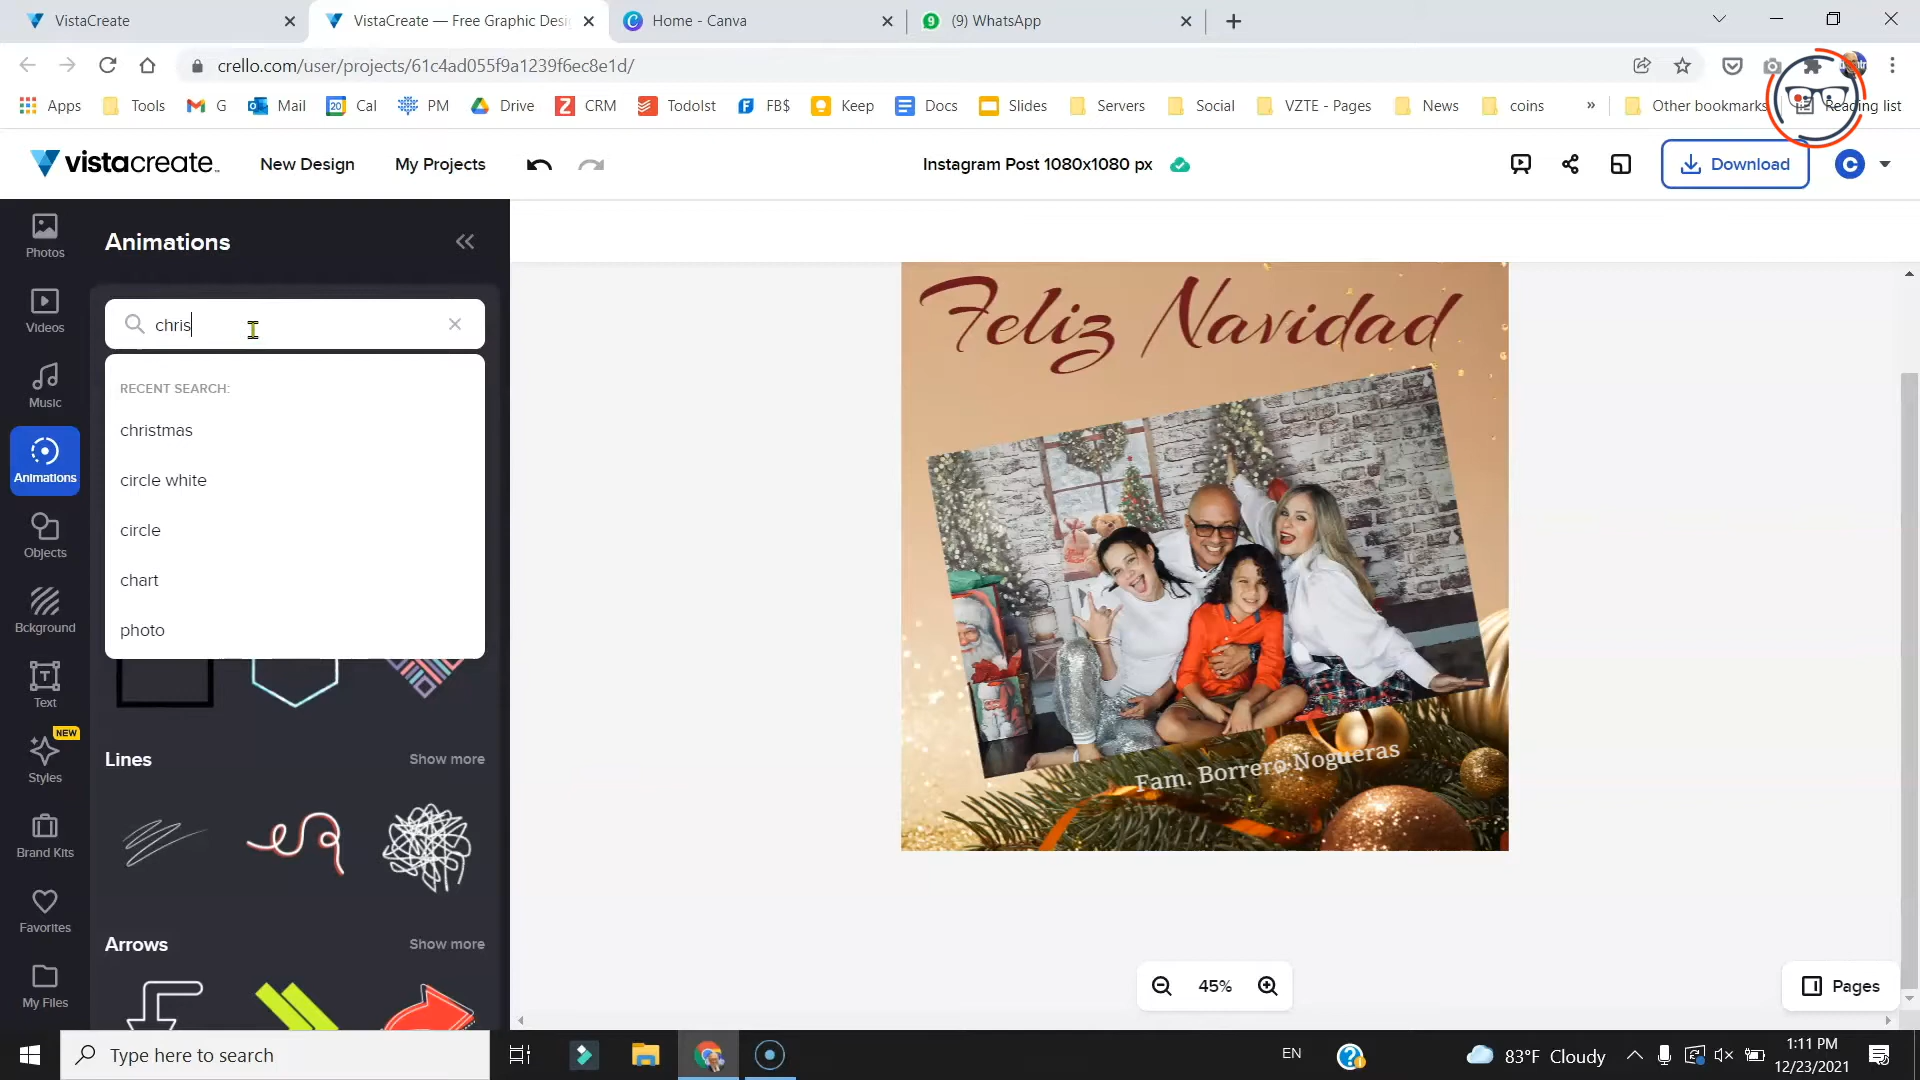 VistaCreate
VistaCreate — Free Graphic Desi
Home - Canva
(9) WhatsApp
crello.com/user/projects/61c4ad055f9a1239f6ec8e1d/
Apps
Tools
G
Mail
Cal
PM
Drive
CRM
TodoIst
FB$
Keep
Docs
Slides
Servers
Social
VZTE - Pages
News
coins
»
Other bookmarks
Reading list
vistacreate
New Design
My Projects
Instagram Post 1080x1080 px
Download
C
Photos
Videos
Music
Animations
Objects
Bckground
Text
NEW
Styles
Brand Kits
Favorites
My Files
Animations
chris
RECENT SEARCH:
christmas
circle white
circle
chart
photo
Lines
Show more
Arrows
Show more
Feliz Navidad
Fam. Borrero Nogueras
45%
Pages
Type here to search
EN
83°F Cloudy
1:11 PM
12/23/2021